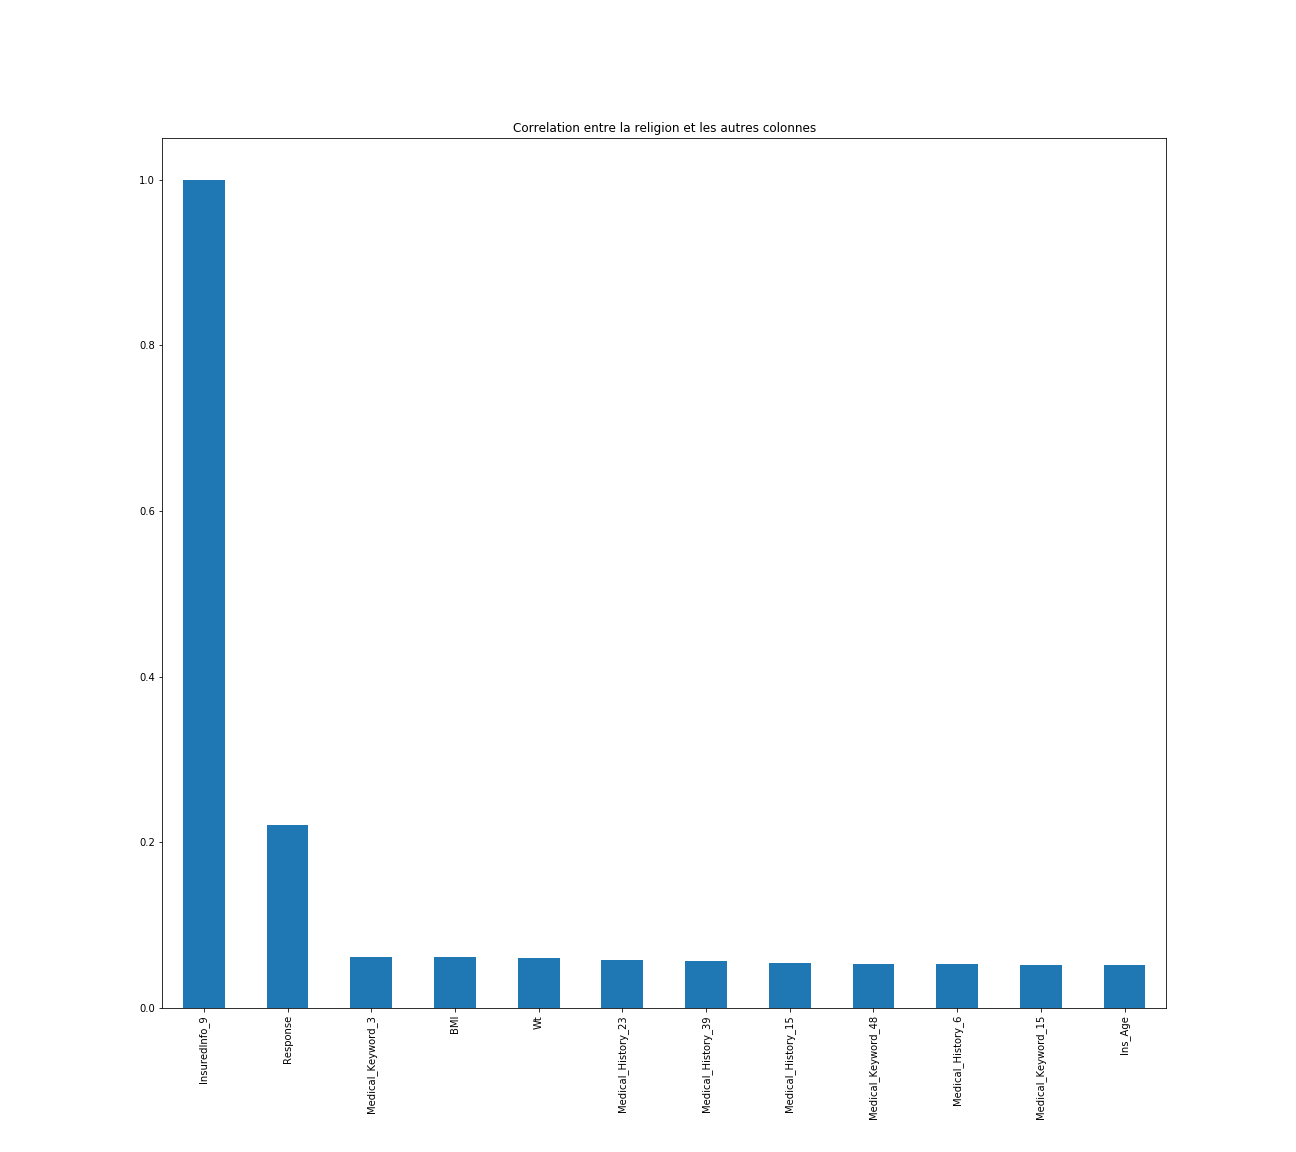 Correlation entre la religion et les autres colonnes
1.0
0.8
0.6
0.4
0.2
0.0
InsuredInfo_9
Response
Medical_Keyword_3
BMI
Wt
Medical_History_23
Medical_History_39
Medical_History_15
Medical_Keyword_48
Medical_History_6
Medical_Keyword_15
Ins_Age